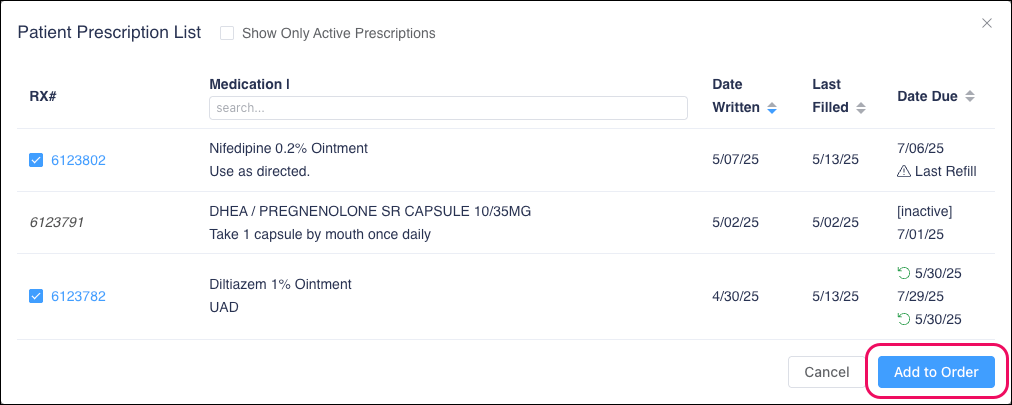 Patient Prescription List Show Only Active Prescriptions
RX# Medication | Date Written Last Filled Date Due
search...
6123802 Nifedipine 0.2% Ointment 5/07/25 5/13/25 7/06/25
Use as directed. Last Refill
6123791 DHEA / PREGNENOLONE SR CAPSULE 10/35MG 5/02/25 5/02/25 [inactive]
Take 1 capsule by mouth once daily 7/01/25
6123782 Diltiazem 1% Ointment 4/30/25 5/13/25 5/30/25
UAD 7/29/25
5/30/25
Cancel Add to Order